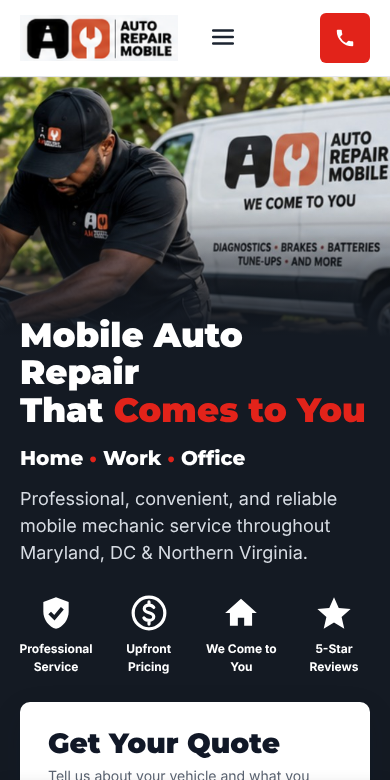 AUTO
REPAIR
MOBILE
AUTO
REPAIR
MOBILE
WE COME TO YOU
DIAGNOSTICS • BRAKES • BATTERIES
TUNE-UPS • AND MORE
Mobile Auto
Repair
That Comes to You
Home • Work • Office
Professional, convenient, and reliable
mobile mechanic service throughout
Maryland, DC & Northern Virginia.
Professional
Service
Upfront
Pricing
We Come to
You
5-Star
Reviews
Get Your Quote
Tell us about your vehicle and what you